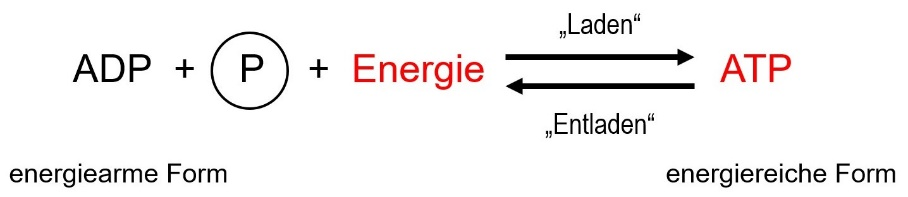 „Laden“
ADP + P + Energie ATP
„Entladen“
energiearme Form energiereiche Form